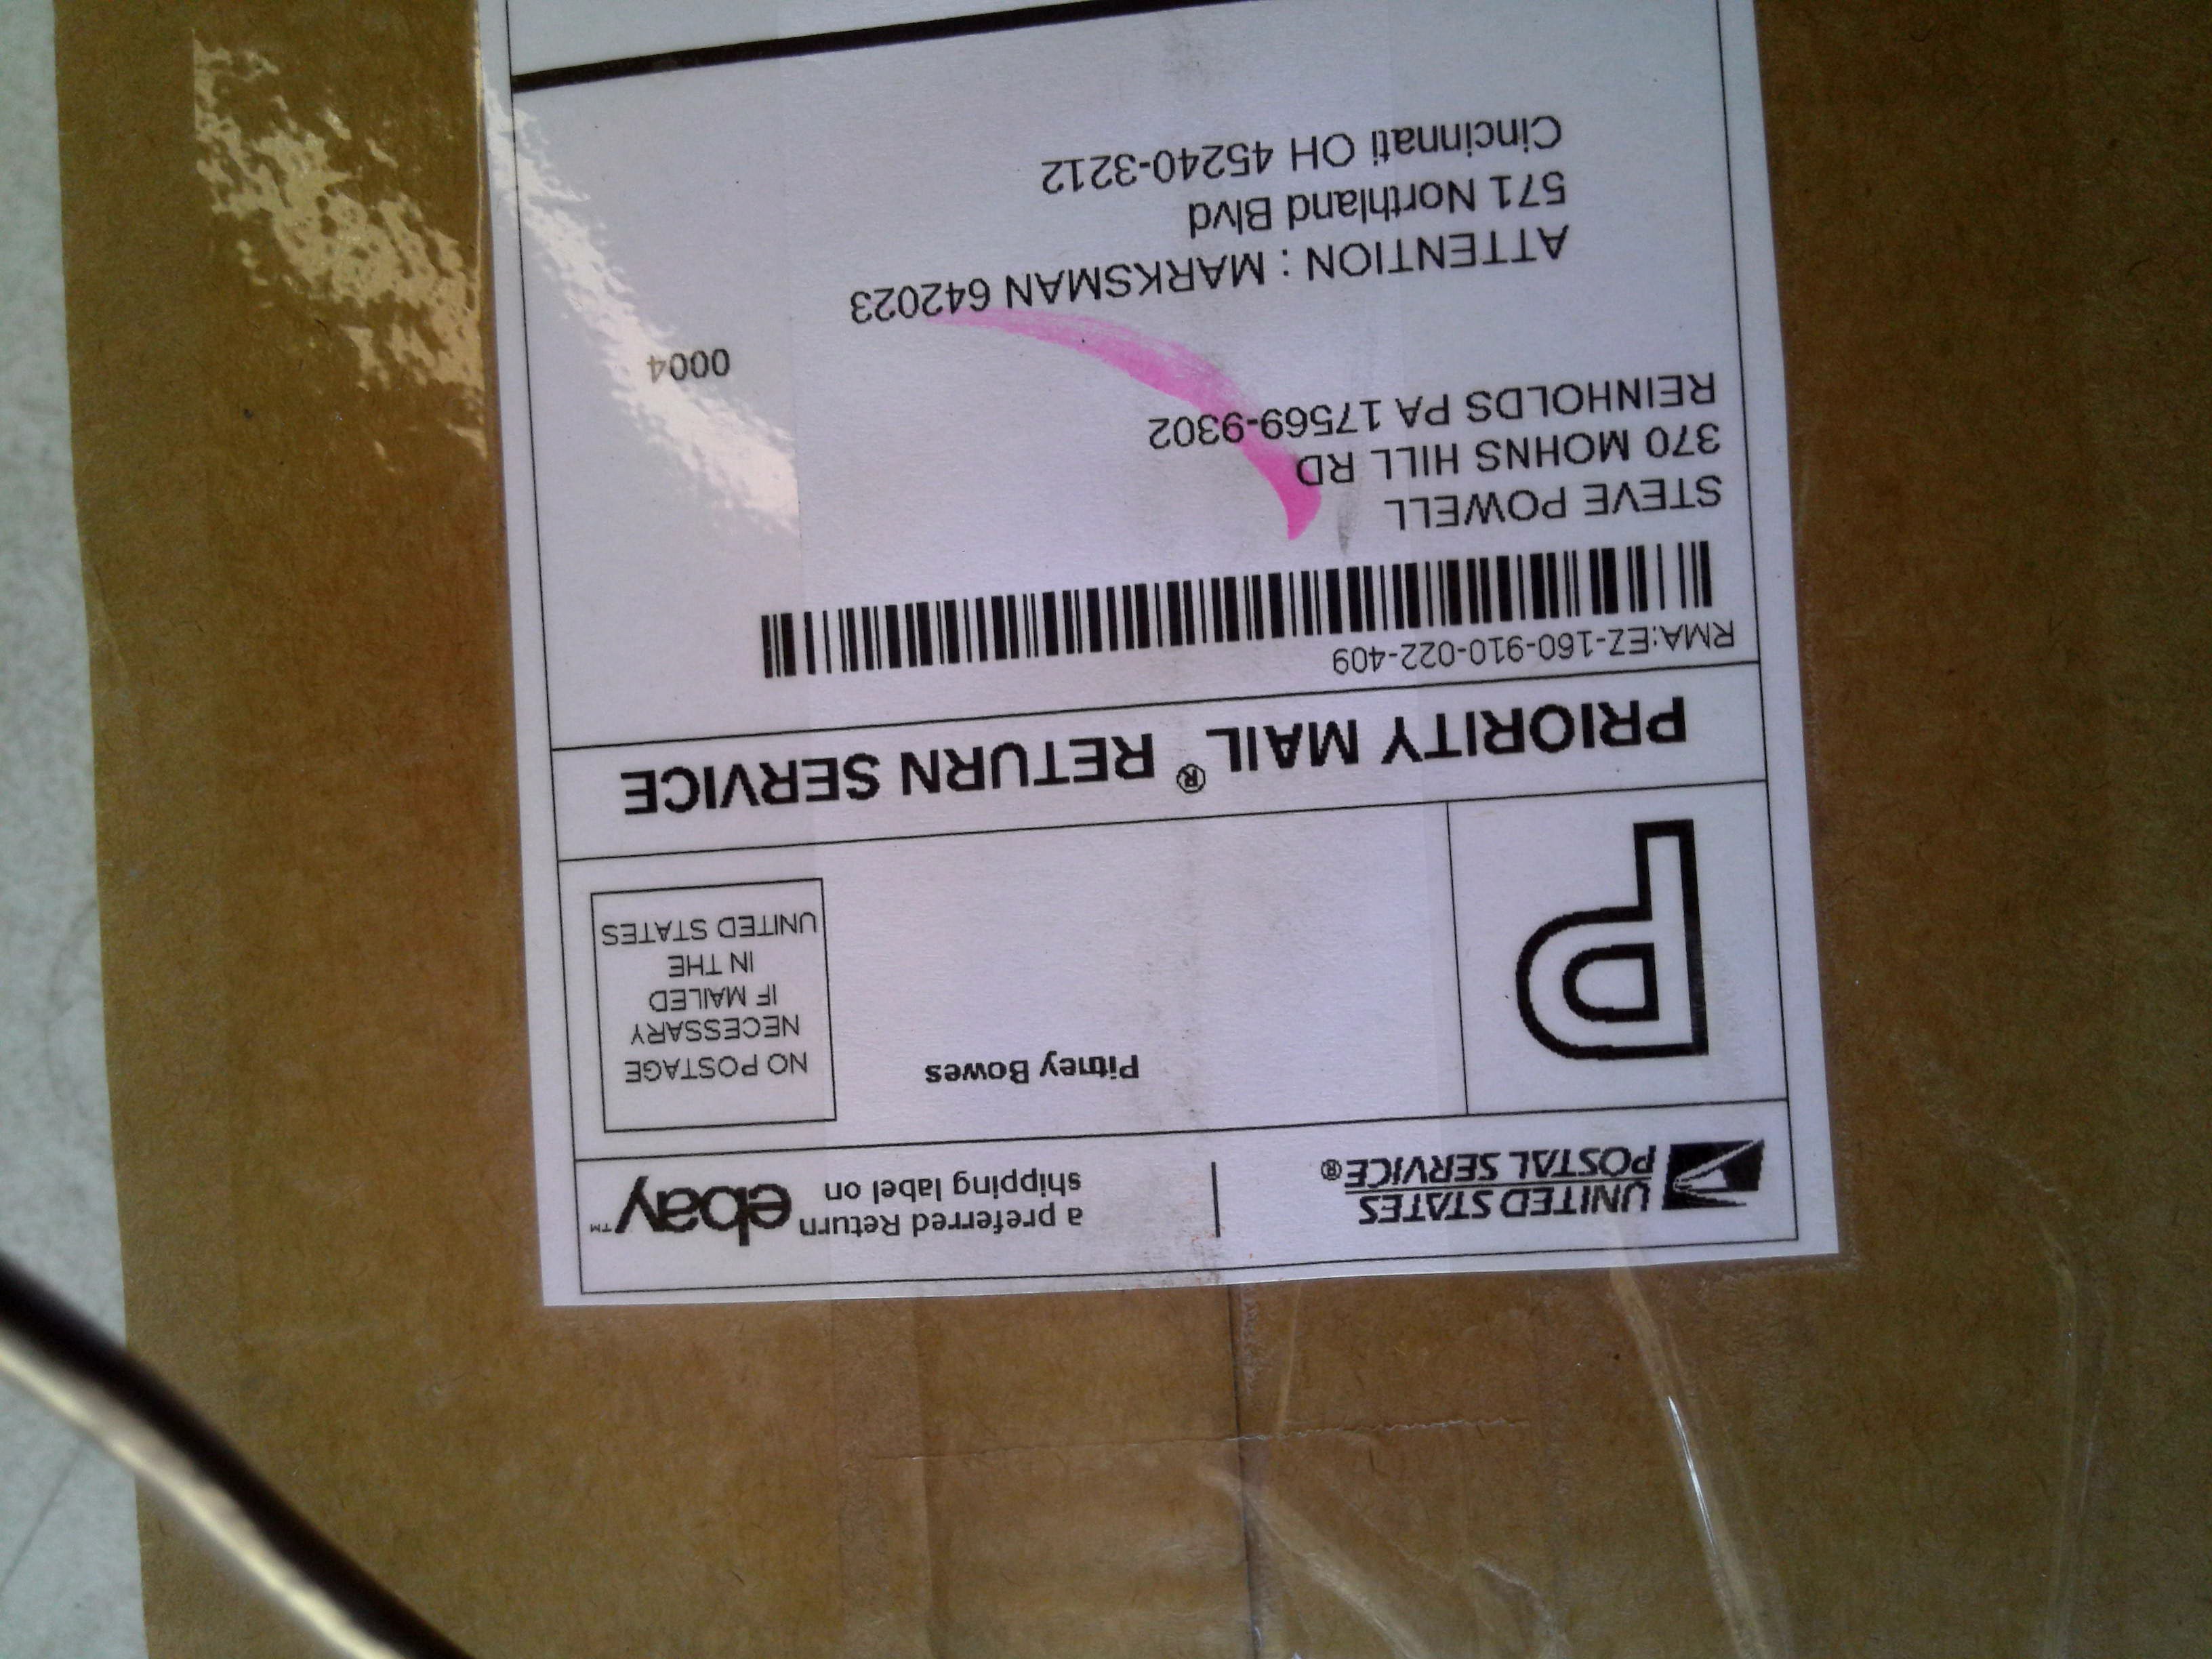 UNITED STATES
POSTAL SERVICE®
a preferred Return
shipping label on
ebay™
P
Pitney Bowes
NO POSTAGE
NECESSARY
IF MAILED
IN THE
UNITED STATES
PRIORITY MAIL® RETURN SERVICE
RMA:EZ-160-910-022-409
STEVE POWELL
370 MOHNS HILL RD
REINHOLDS PA 17569-9302
0004
ATTENTION : MARKSMAN 642023
571 Northland Blvd
Cincinnati OH 45240-3212